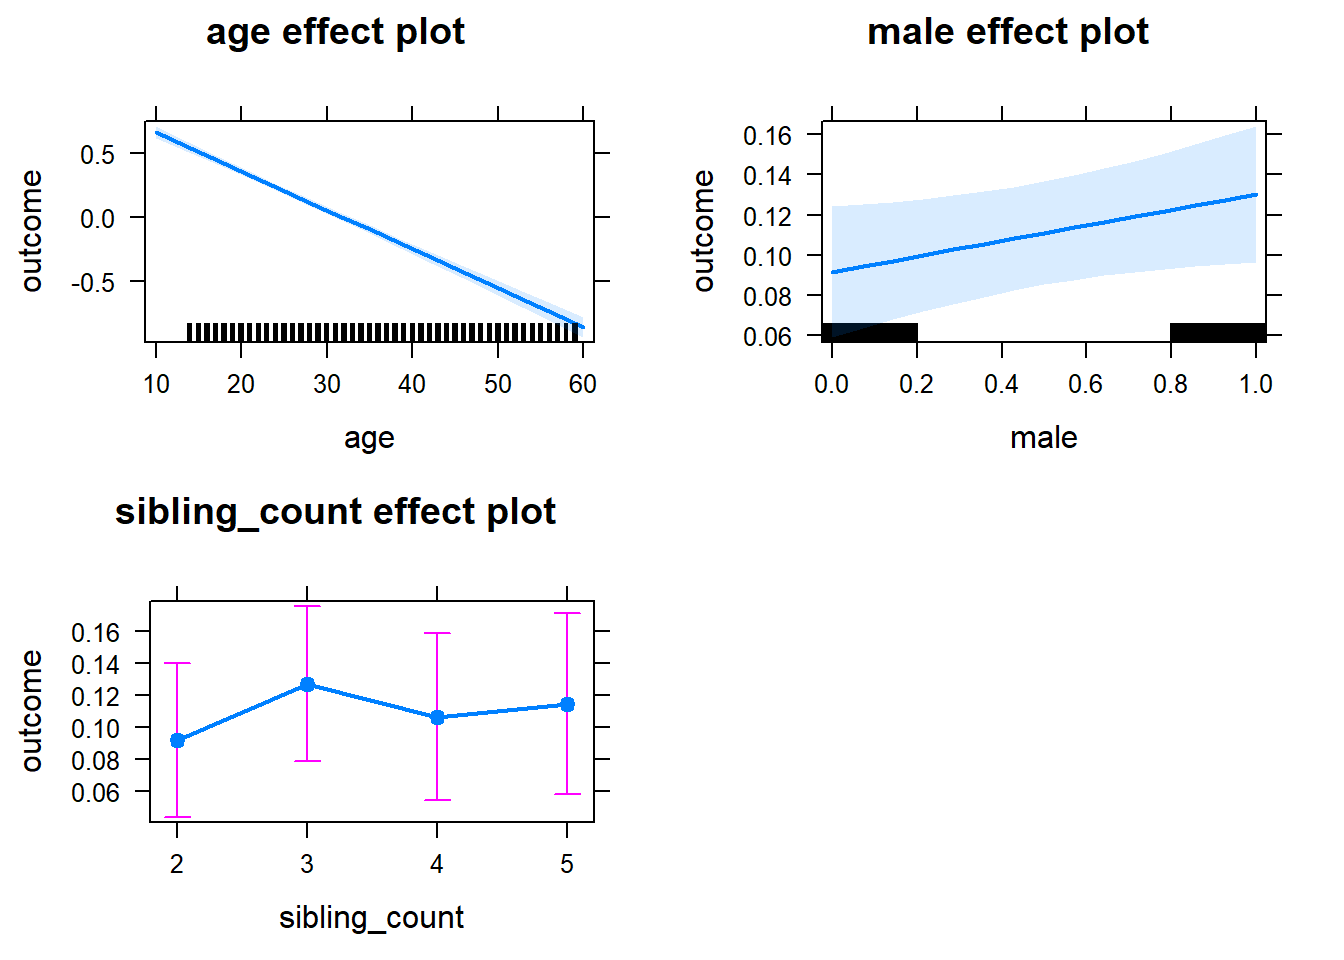 age effect plot
outcome
0.5
0.0
-0.5
10 20 30 40 50 60
age
male effect plot
outcome
0.16
0.14
0.12
0.10
0.08
0.06
0.0 0.2 0.4 0.6 0.8 1.0
male
sibling_count effect plot
outcome
0.16
0.14
0.12
0.10
0.08
0.06
2 3 4 5
sibling_count